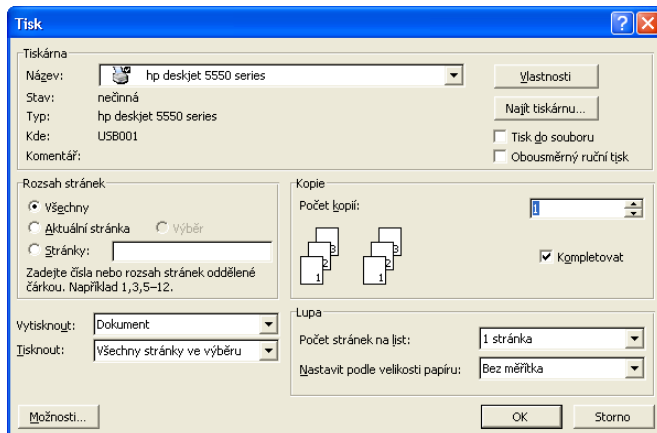 Tisk
Tiskárna
Název: hp deskjet 5550 series
Vlastnosti
Stav: nečinná
Typ: hp deskjet 5550 series
Najít tiskárnu...
Kde: USB001
Tisk do souboru
Komentář:
Obousměrný ruční tisk
Rozsah stránek
Všechny
Aktuální stránka Výběr
Stránky:
Zadejte čísla nebo rozsah stránek oddělené
čárkou. Například 1,3,5–12.
Kopie
Počet kopií: 1
3 3
2 2
1 1
Kompletovat
Vytisknout: Dokument
Tisknout: Všechny stránky ve výběru
Lupa
Počet stránek na list: 1 stránka
Nastavit podle velikosti papíru: Bez měřítka
Možnosti...
OK
Storno